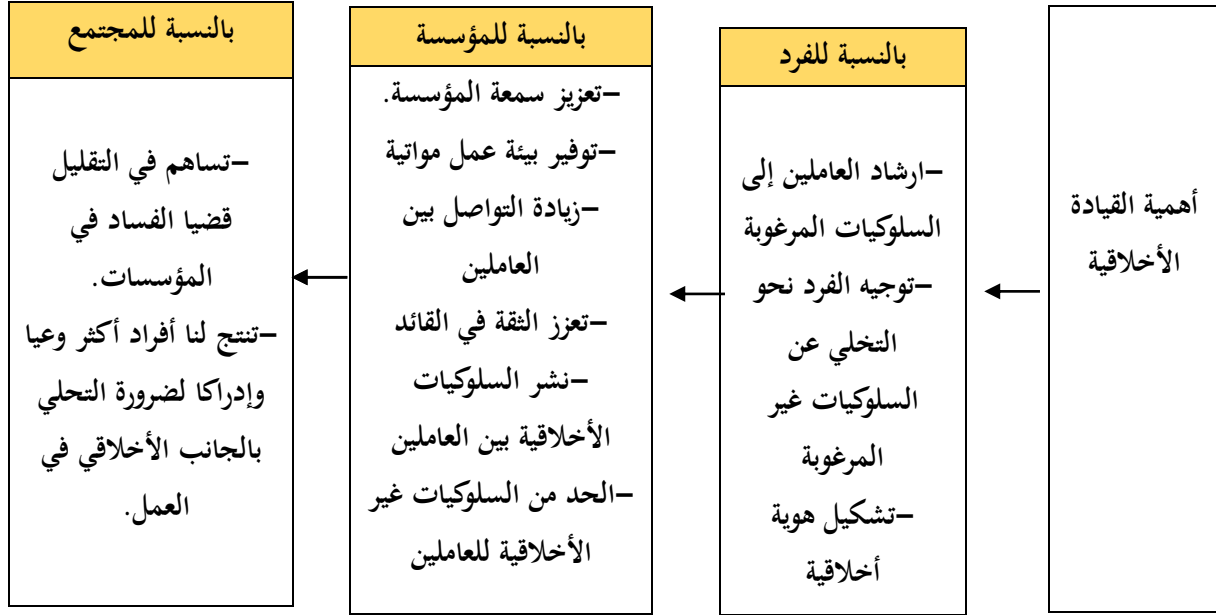 أهمية القيادة
الأخلاقية
بالنسبة للفرد
–ارشاد العاملين إلى
السلوكيات المرغوبة
–توجيه الفرد نحو
التخلي عن
السلوكيات غير
المرغوبة
–تشكيل هوية
أخلاقية
بالنسبة للمؤسسة
–تعزيز سمعة المؤسسة.
–توفير بيئة عمل مواتية
–زيادة التواصل بين
العاملين
–تعزز الثقة في القائد
–نشر السلوكيات
الأخلاقية بين العاملين
–الحد من السلوكيات غير
الأخلاقية للعاملين
بالنسبة للمجتمع
–تساهم في التقليل
قضيا الفساد في
المؤسسات.
–تنتج لنا أفراد أكثر وعيا
وإدراكا لضرورة التحلي
بالجانب الأخلاقي في
العمل.